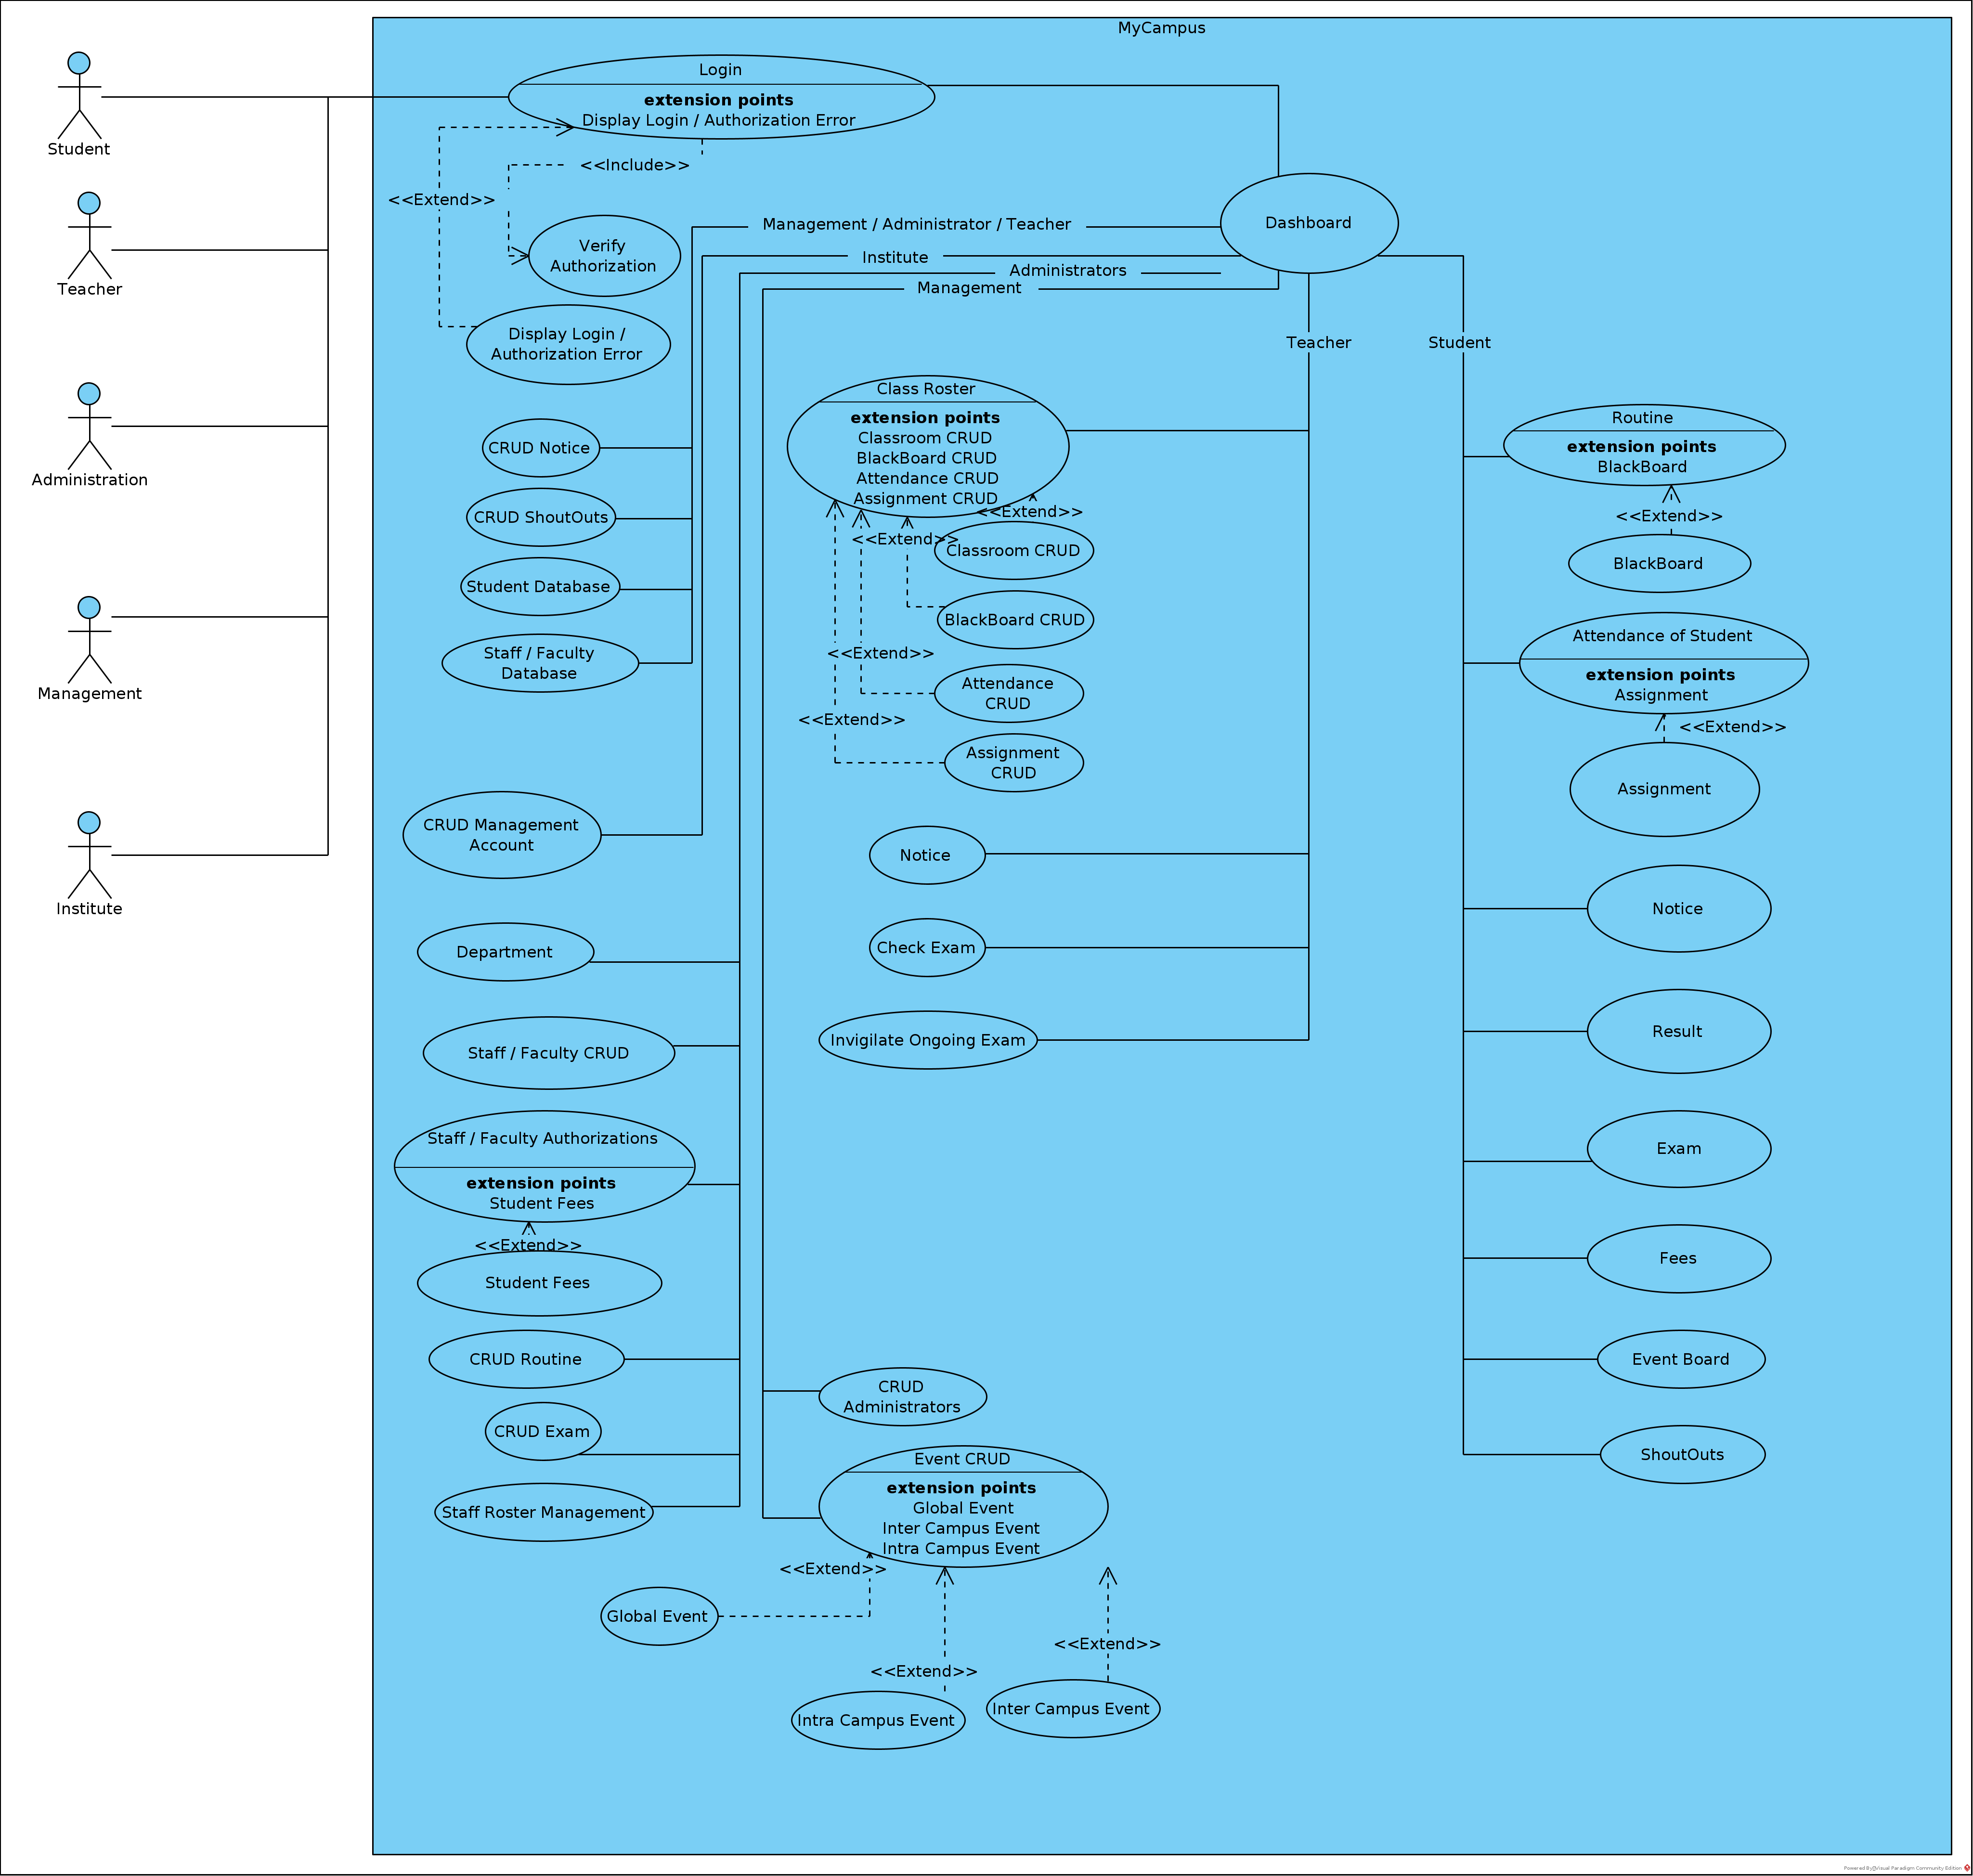 MyCampus
Student
Teacher
Administration
Management
Institute
Login
extension points
Display Login / Authorization Error
<<Include>>
<<Extend>>
Verify
Authorization
Display Login /
Authorization Error
Dashboard
Management / Administrator / Teacher
Institute
Administrators
Management
Teacher
Student
CRUD Notice
CRUD ShoutOuts
Student Database
Staff / Faculty
Database
CRUD Management
Account
Department
Staff / Faculty CRUD
Staff / Faculty Authorizations
extension points
Student Fees
<<Extend>>
Student Fees
CRUD Routine
CRUD Exam
Staff Roster Management
Class Roster
extension points
Classroom CRUD
BlackBoard CRUD
Attendance CRUD
Assignment CRUD
<<Extend>>
<<Extend>>
Classroom CRUD
BlackBoard CRUD
<<Extend>>
Attendance
CRUD
<<Extend>>
Assignment
CRUD
Notice
Check Exam
Invigilate Ongoing Exam
CRUD
Administrators
Event CRUD
extension points
Global Event
Inter Campus Event
Intra Campus Event
<<Extend>>
Global Event
<<Extend>>
<<Extend>>
Intra Campus Event
Inter Campus Event
Routine
extension points
BlackBoard
<<Extend>>
BlackBoard
Attendance of Student
extension points
Assignment
<<Extend>>
Assignment
Notice
Result
Exam
Fees
Event Board
ShoutOuts
Powered By Visual Paradigm Community Edition